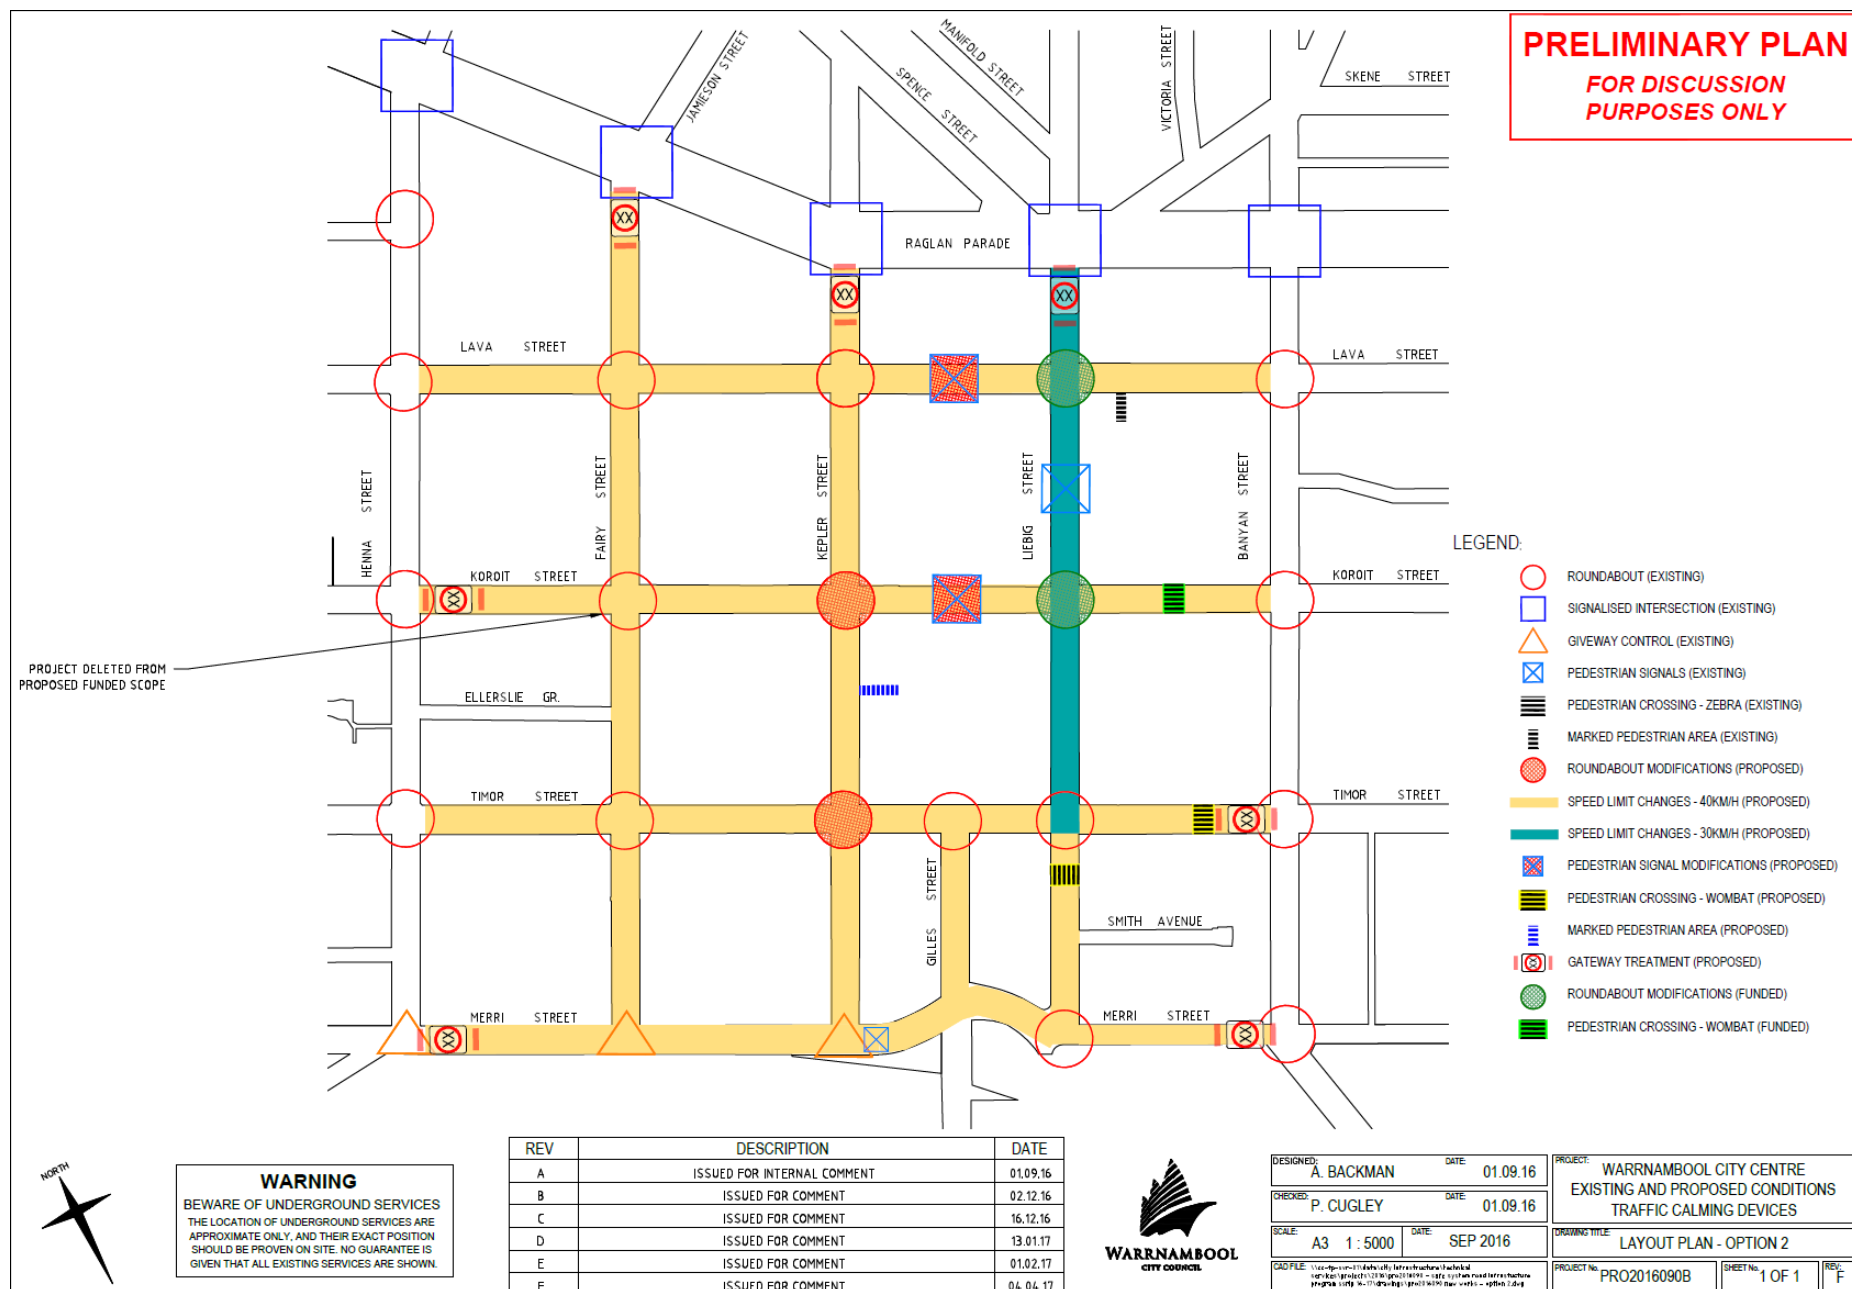 PRELIMINARY PLAN
FOR DISCUSSION
PURPOSES ONLY
JAMIESON STREET
MANIFOLD STREET
SPENCE STREET
VICTORIA STREET
SKENE STREET
RAGLAN PARADE
XX
XX
XX
LAVA STREET
LAVA STREET
HENNA STREET
FAIRY STREET
KEPLER STREET
LIEBIG STREET
BANYAN STREET
KOROIT STREET
KOROIT STREET
XX
PROJECT DELETED FROM
PROPOSED FUNDED SCOPE
ELLERSLIE GR.
TIMOR STREET
TIMOR STREET
XX
GILLES STREET
SMITH AVENUE
MERRI STREET
MERRI STREET
XX
XX
LEGEND:
ROUNDABOUT (EXISTING)
SIGNALISED INTERSECTION (EXISTING)
GIVEWAY CONTROL (EXISTING)
PEDESTRIAN SIGNALS (EXISTING)
PEDESTRIAN CROSSING - ZEBRA (EXISTING)
MARKED PEDESTRIAN AREA (EXISTING)
ROUNDABOUT MODIFICATIONS (PROPOSED)
SPEED LIMIT CHANGES - 40KM/H (PROPOSED)
SPEED LIMIT CHANGES - 30KM/H (PROPOSED)
PEDESTRIAN SIGNAL MODIFICATIONS (PROPOSED)
PEDESTRIAN CROSSING - WOMBAT (PROPOSED)
MARKED PEDESTRIAN AREA (PROPOSED)
XX GATEWAY TREATMENT (PROPOSED)
ROUNDABOUT MODIFICATIONS (FUNDED)
PEDESTRIAN CROSSING - WOMBAT (FUNDED)
NORTH
WARNING
BEWARE OF UNDERGROUND SERVICES
THE LOCATION OF UNDERGROUND SERVICES ARE
APPROXIMATE ONLY, AND THEIR EXACT POSITION
SHOULD BE PROVEN ON SITE. NO GUARANTEE IS
GIVEN THAT ALL EXISTING SERVICES ARE SHOWN.
REV DESCRIPTION DATE
A ISSUED FOR INTERNAL COMMENT 01.09.16
B ISSUED FOR COMMENT 02.12.16
C ISSUED FOR COMMENT 16.12.16
D ISSUED FOR COMMENT 13.01.17
E ISSUED FOR COMMENT 01.02.17
F ISSUED FOR COMMENT 04.04.17
WARRNAMBOOL
CITY COUNCIL
DESIGNED: A. BACKMAN DATE: 01.09.16
CHECKED: P. CUGLEY DATE: 01.09.16
SCALE: A3 1 : 5000 DATE: SEP 2016
CAD FILE:
PROJECT: WARRNAMBOOL CITY CENTRE
EXISTING AND PROPOSED CONDITIONS
TRAFFIC CALMING DEVICES
DRAWING TITLE: LAYOUT PLAN - OPTION 2
PROJECT No. PRO2016090B SHEET No. 1 OF 1 REV: F